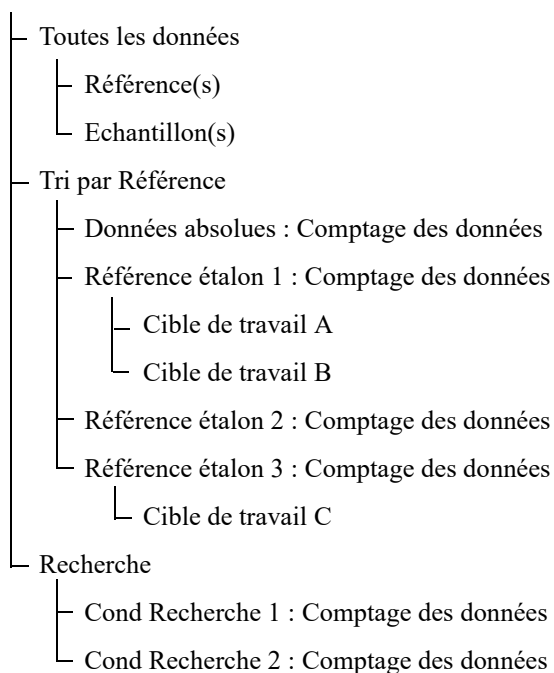 Toutes les données
Référence(s)
Echantillon(s)
Tri par Référence
Données absolues : Comptage des données
Référence étalon 1 : Comptage des données
Cible de travail A
Cible de travail B
Référence étalon 2 : Comptage des données
Référence étalon 3 : Comptage des données
Cible de travail C
Recherche
Cond Recherche 1 : Comptage des données
Cond Recherche 2 : Comptage des données